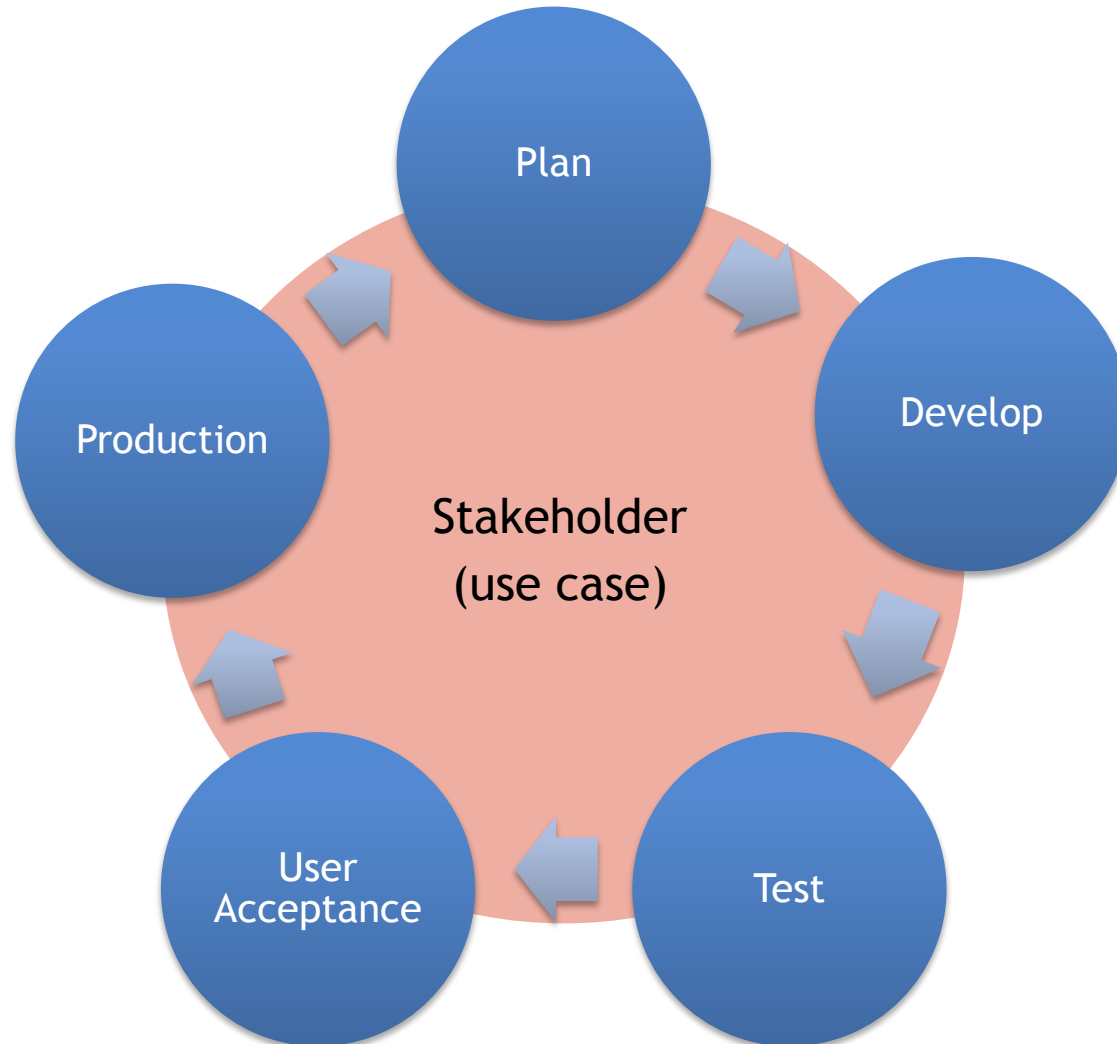 Plan
Develop
Production
Stakeholder
(use case)
User
Acceptance
Test